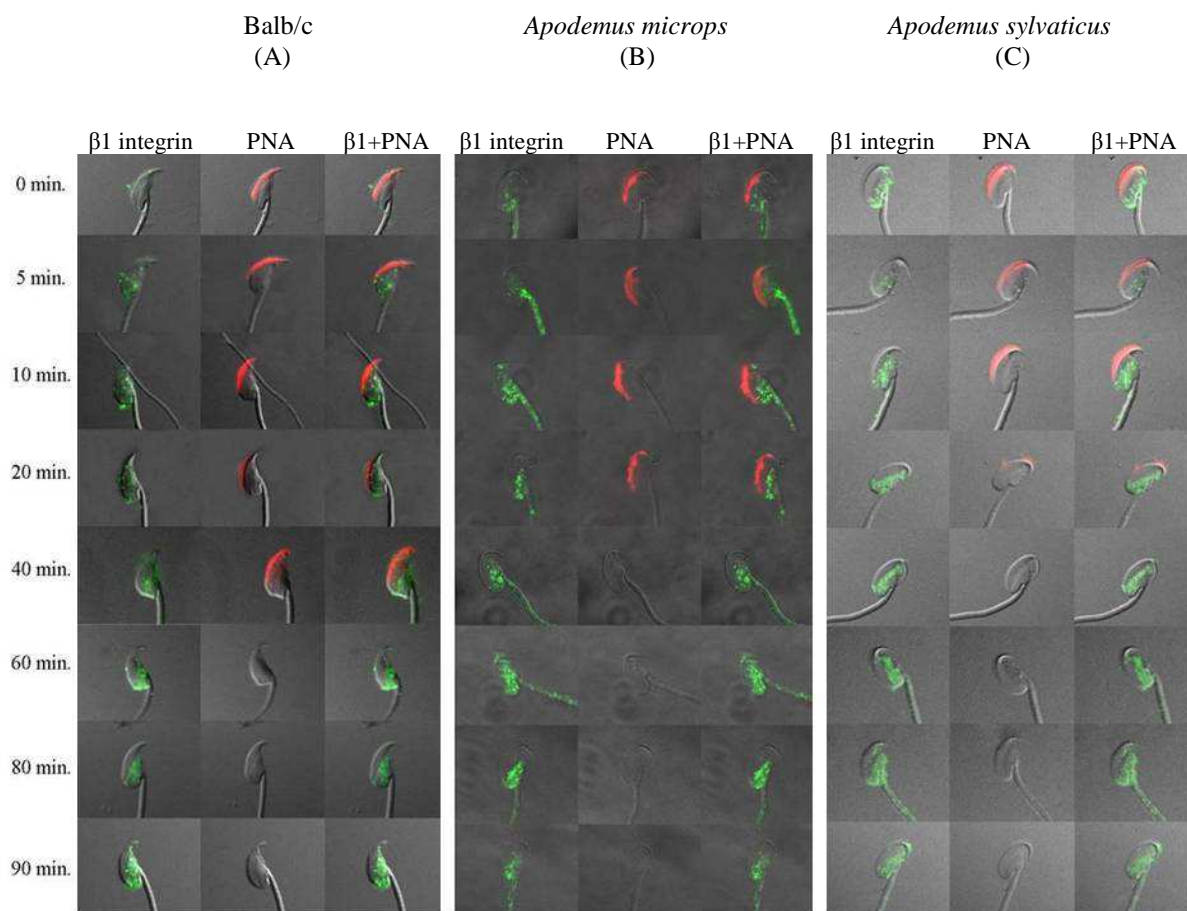 Balb/c Apodemus microps Apodemus sylvaticus
(A) (B) (C)
β1 integrin PNA β1+PNA β1 integrin PNA β1+PNA β1 integrin PNA β1+PNA
0 min.
5 min.
10 min.
20 min.
40 min.
60 min.
80 min.
90 min.